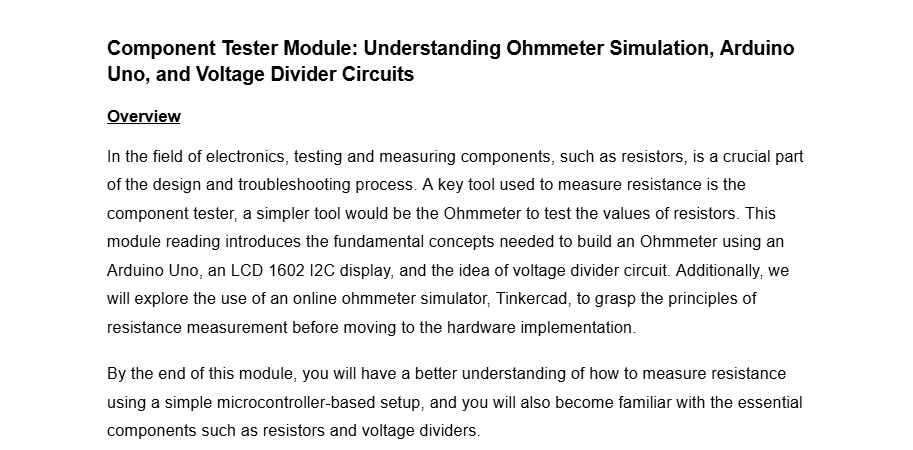 Component Tester Module: Understanding Ohmmeter Simulation, Arduino
Uno, and Voltage Divider Circuits
Overview
In the field of electronics, testing and measuring components, such as resistors, is a crucial part
of the design and troubleshooting process. A key tool used to measure resistance is the
component tester, a simpler tool would be the Ohmmeter to test the values of resistors. This
module reading introduces the fundamental concepts needed to build an Ohmmeter using an
Arduino Uno, an LCD 1602 I2C display, and the idea of voltage divider circuit. Additionally, we
will explore the use of an online ohmmeter simulator, Tinkercad, to grasp the principles of
resistance measurement before moving to the hardware implementation.
By the end of this module, you will have a better understanding of how to measure resistance
using a simple microcontroller-based setup, and you will also become familiar with the essential
components such as resistors and voltage dividers.